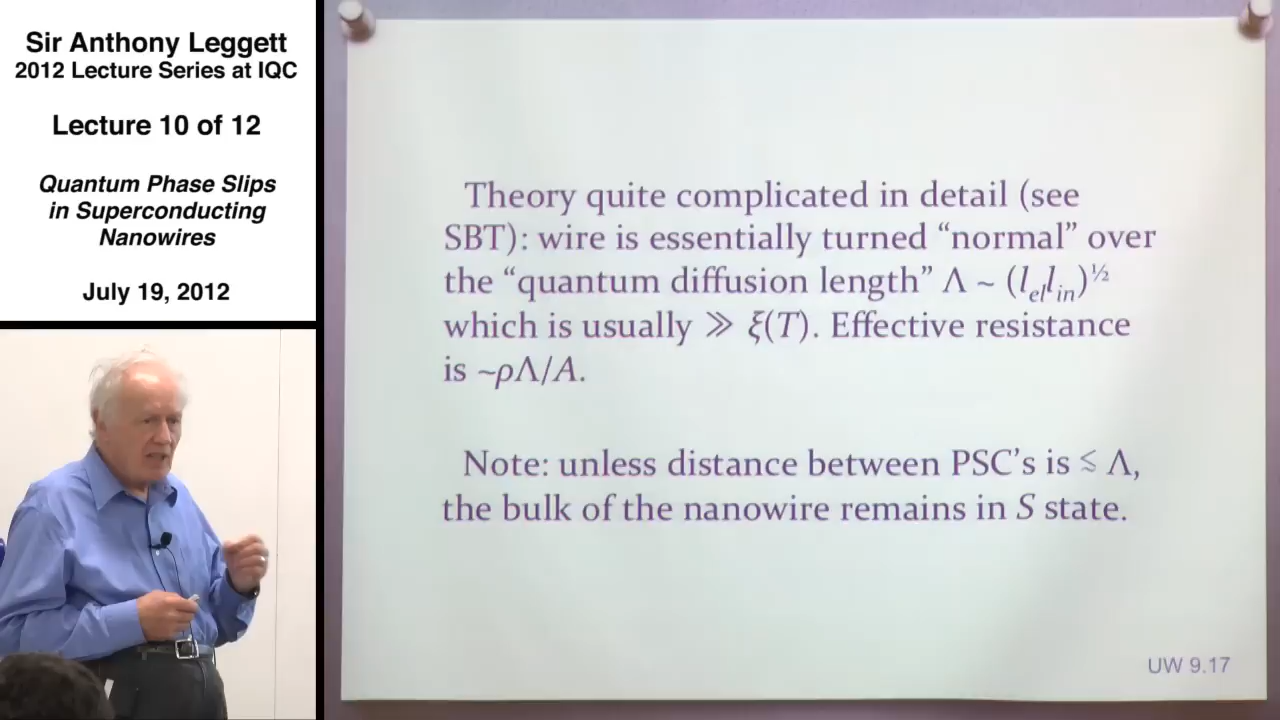 Sir Anthony Leggett
2012 Lecture Series at IQC
Lecture 10 of 12
Quantum Phase Slips
in Superconducting
Nanowires
July 19, 2012
Theory quite complicated in detail (see
SBT): wire is essentially turned “normal” over
the “quantum diffusion length” Λ ~ (l_el l_in)^½
which is usually ≫ ξ(T). Effective resistance
is ~ρΛ/A.
Note: unless distance between PSC’s is ≲ Λ,
the bulk of the nanowire remains in S state.
UW 9.17